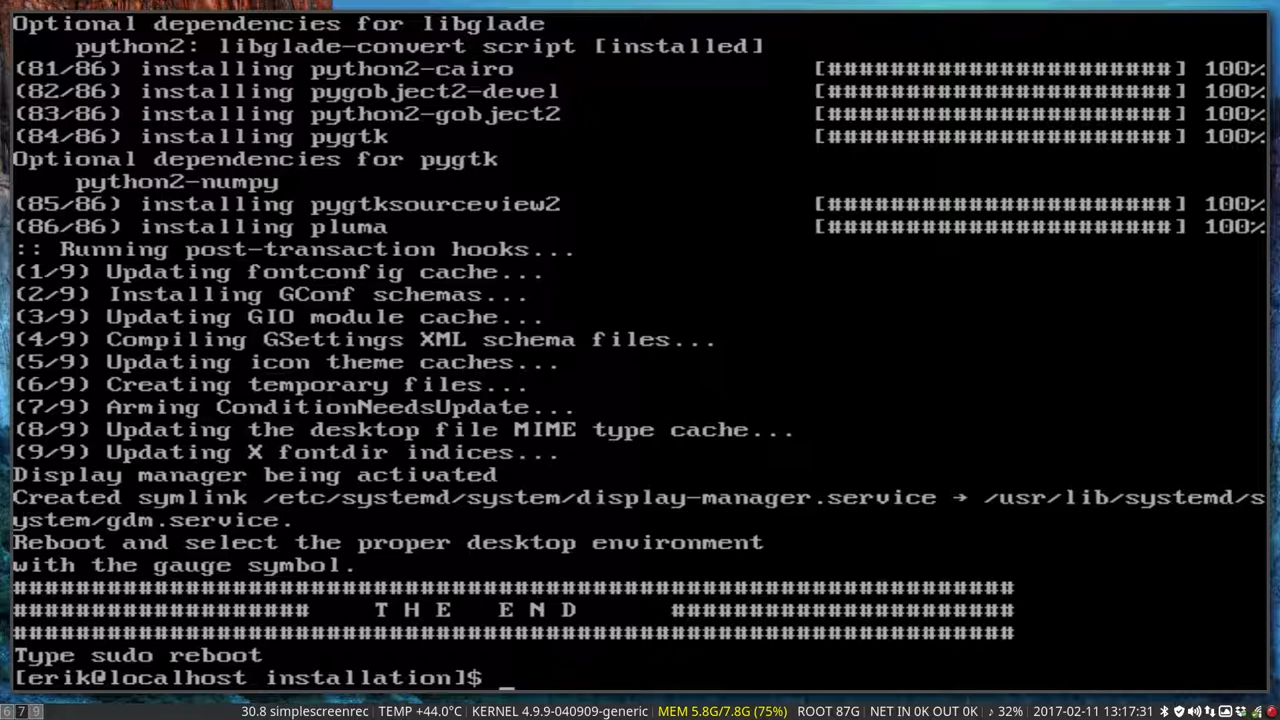 Optional dependencies for libglade
    python2: libglade-convert script [installed]
(81/86) installing python2-cairo [######################] 100%
(82/86) installing pygobject2-devel [######################] 100%
(83/86) installing python2-gobject2 [######################] 100%
(84/86) installing pygtk [######################] 100%
Optional dependencies for pygtk
    python2-numpy
(85/86) installing pygtksourceview2 [######################] 100%
(86/86) installing pluma [######################] 100%
:: Running post-transaction hooks...
(1/9) Updating fontconfig cache...
(2/9) Installing GConf schemas...
(3/9) Updating GIO module cache...
(4/9) Compiling GSettings XML schema files...
(5/9) Updating icon theme caches...
(6/9) Creating temporary files...
(7/9) Arming ConditionNeedsUpdate...
(8/9) Updating the desktop file MIME type cache...
(9/9) Updating X fontdir indices...
Display manager being activated
Created symlink /etc/systemd/system/display-manager.service → /usr/lib/systemd/s
ystem/gdm.service.
Reboot and select the proper desktop environment
with the gauge symbol.
################################################################
###################    T H E   E N D      ######################
################################################################
Type sudo reboot
[erik@localhost installation]$ _
6 7 9 30.8 simplescreenrec TEMP +44.0°C KERNEL 4.9.9-040909-generic MEM 5.8G/7.8G (75%) ROOT 87G NET IN 0K OUT 0K ♪ 32% 2017-02-11 13:17:31